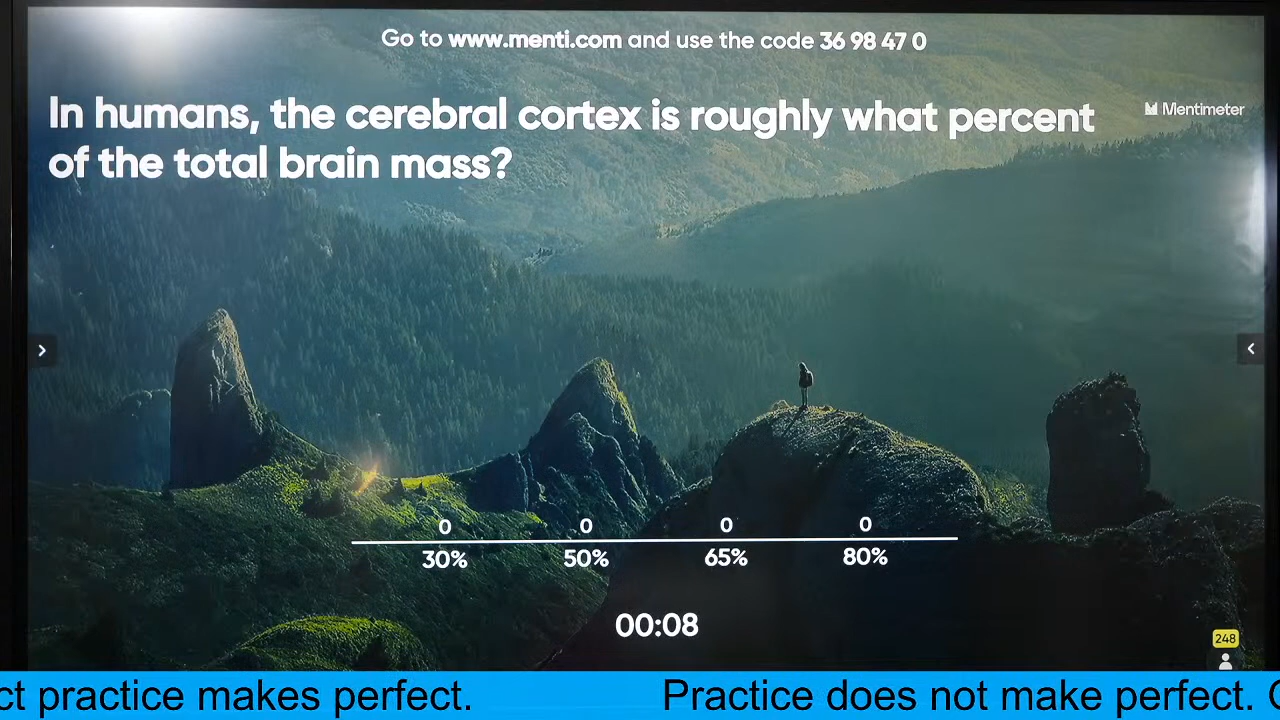 Go to www.menti.com and use the code 36 98 47 0
In humans, the cerebral cortex is roughly what percent
of the total brain mass?
Mentimeter
0 0 0 0
30% 50% 65% 80%
00:08
248
ct practice makes perfect. Practice does not make perfect.